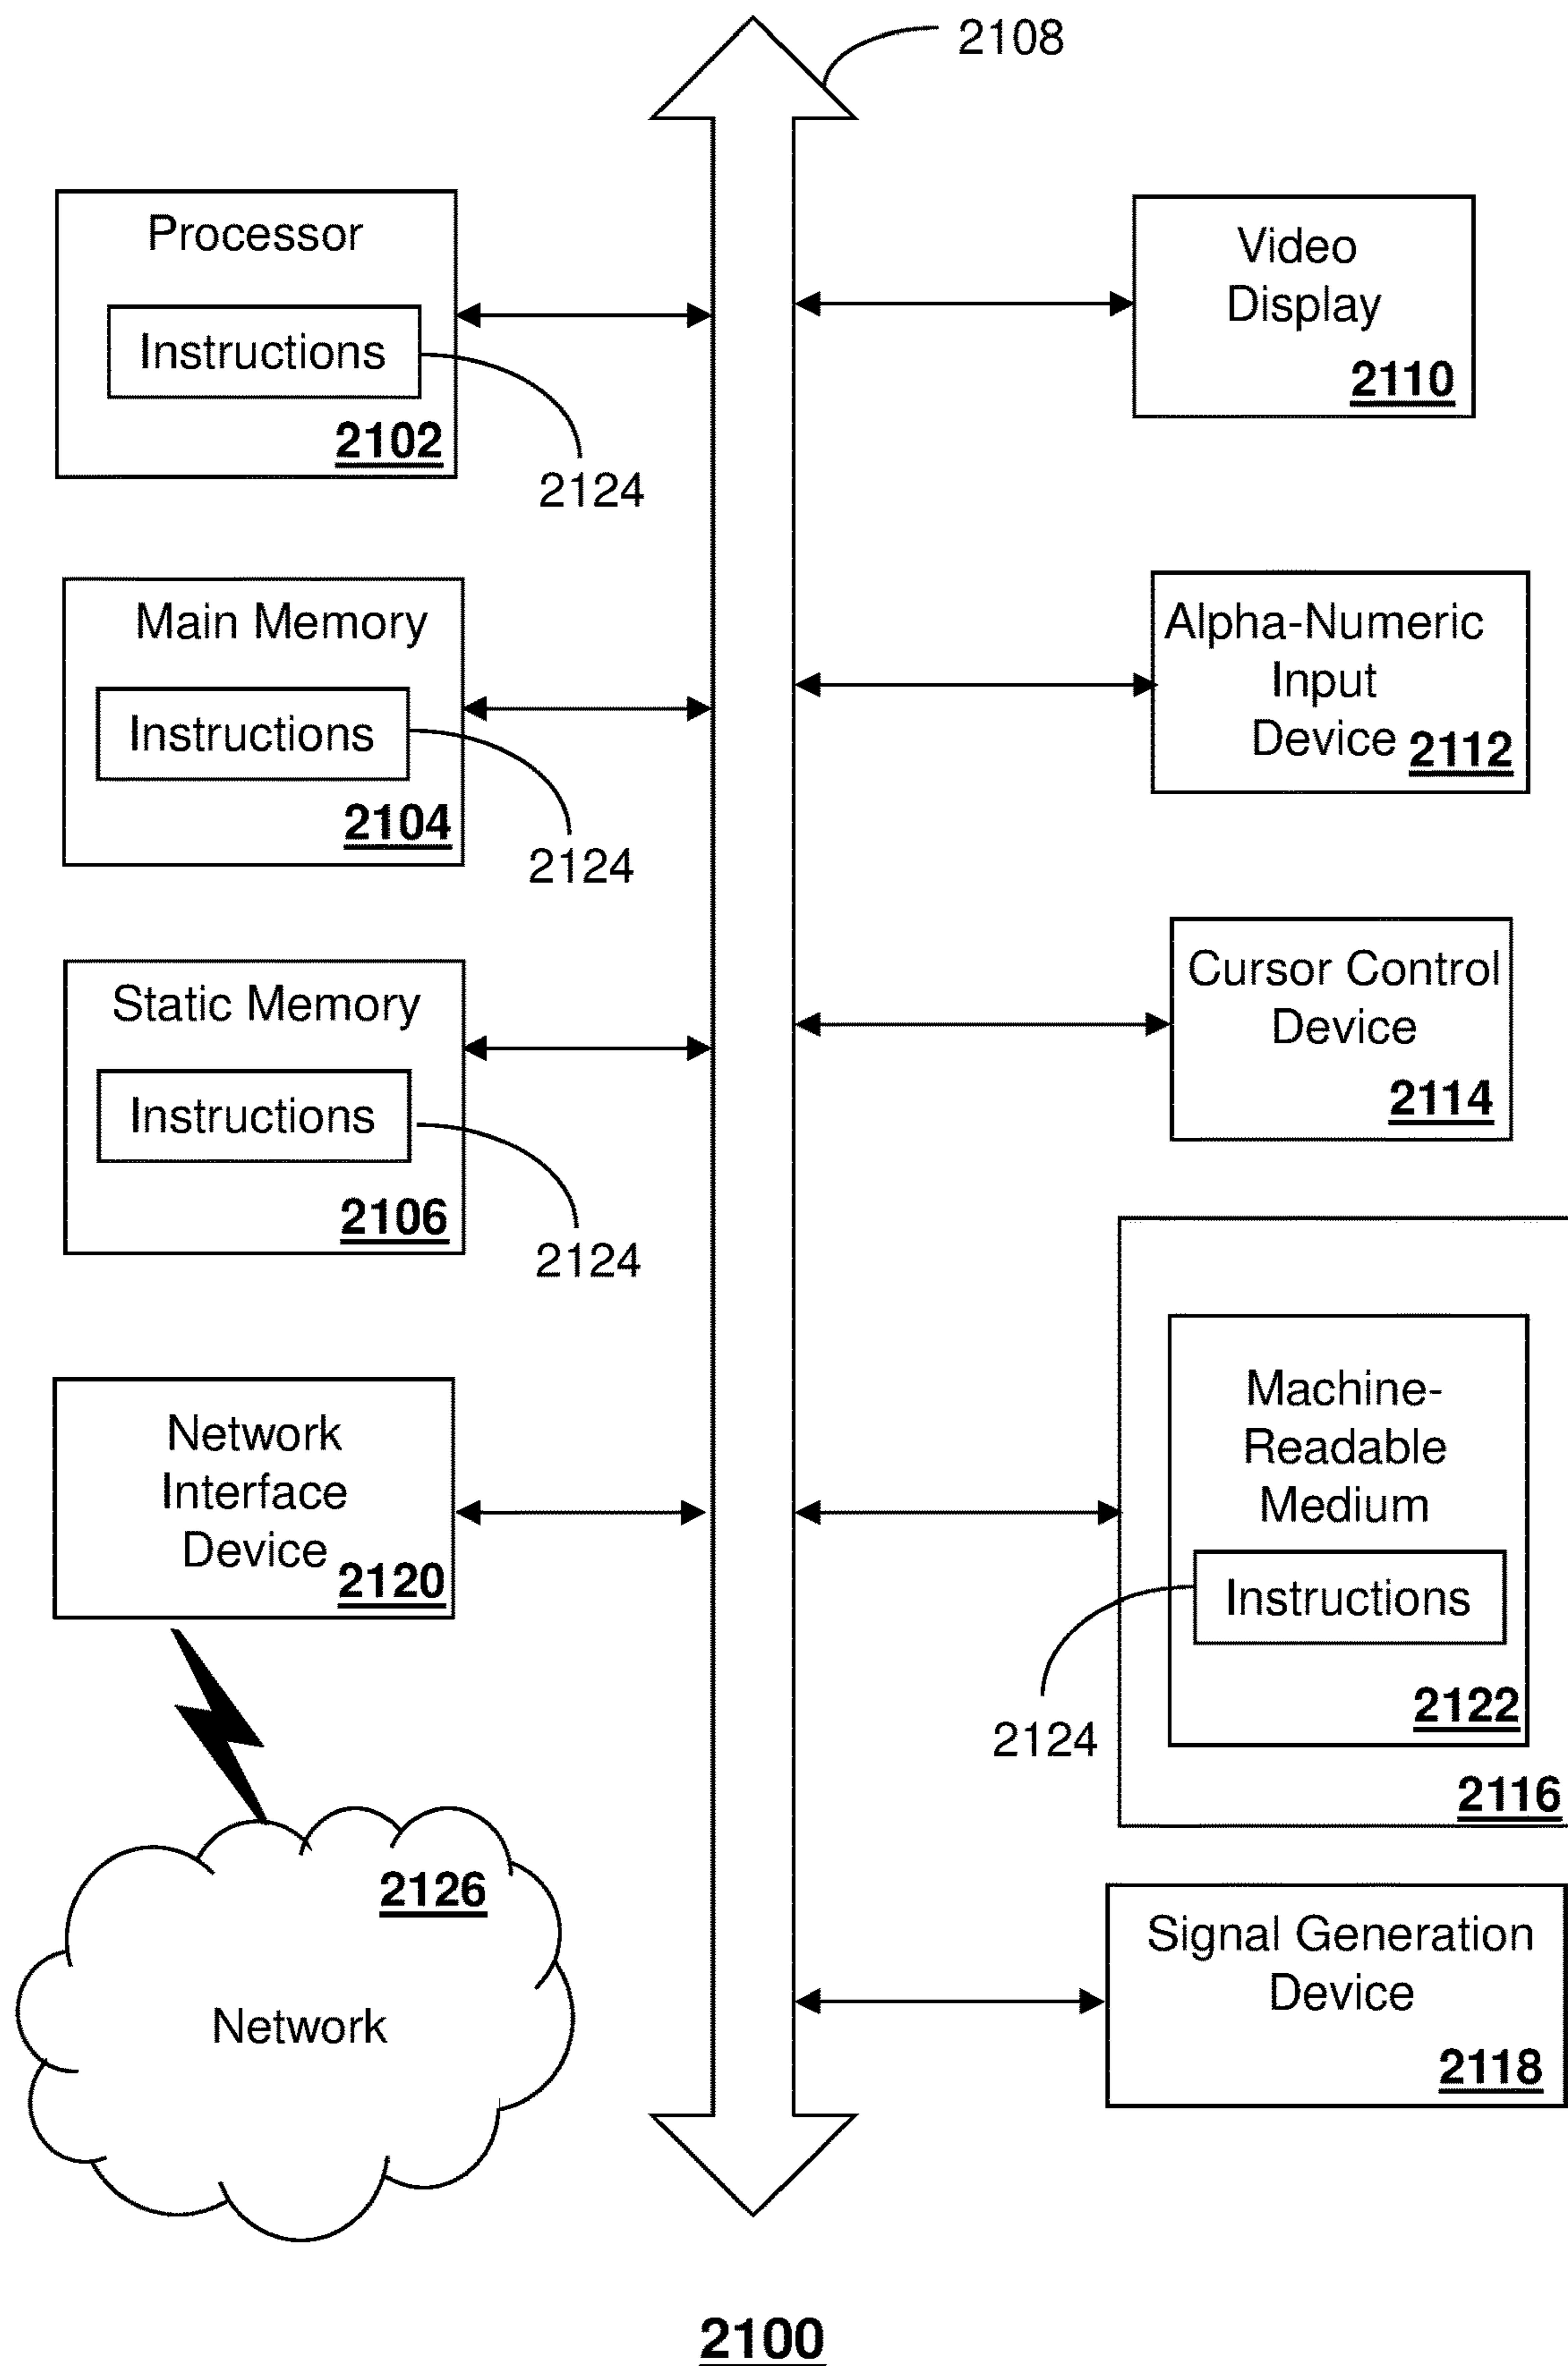 2108
Processor
Instructions
2102
2124
Main Memory
Instructions
2104
2124
Static Memory
Instructions
2106
2124
Network
Interface
Device
2120
2126
Network
Video
Display
2110
Alpha-Numeric
Input
Device 2112
Cursor Control
Device
2114
Machine-
Readable
Medium
Instructions
2122
2124
2116
Signal Generation
Device
2118
2100